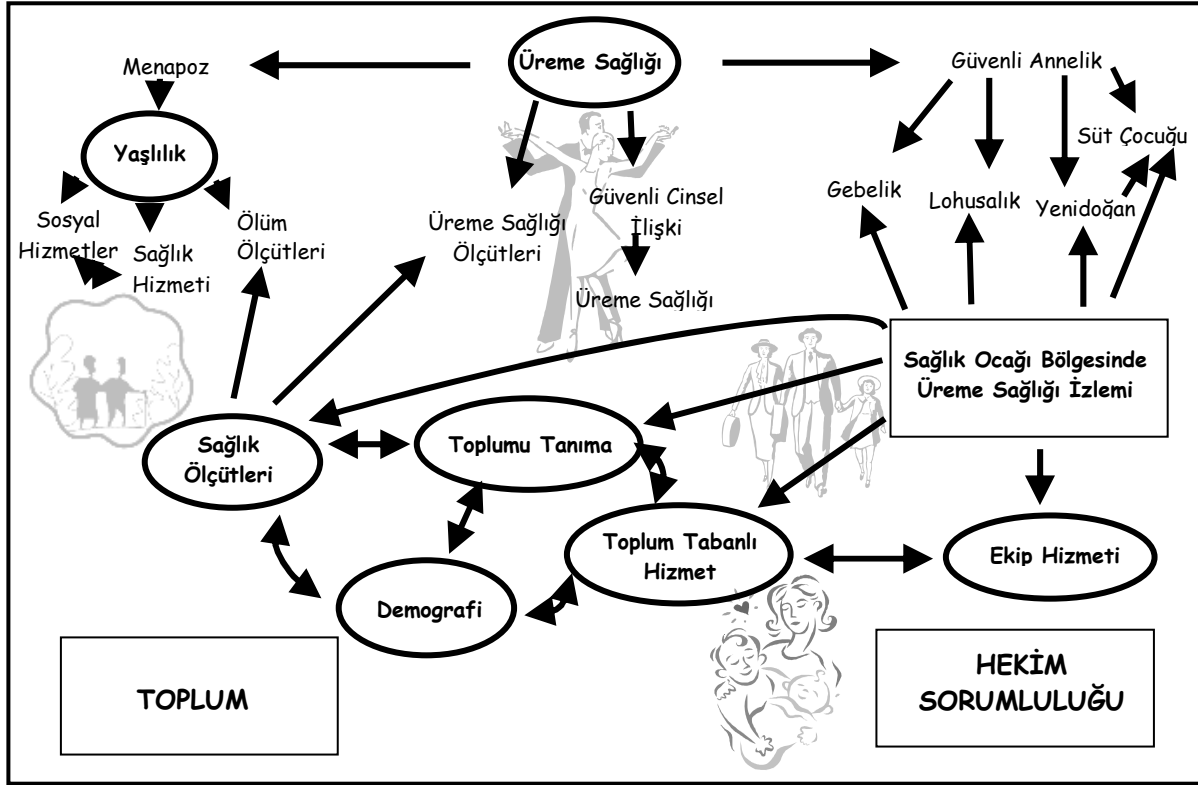 Üreme Sağlığı
Menapoz
Güvenli Annelik
Yaşlılık
Süt Çocuğu
Gebelik
Lohusalık
Yenidoğan
Sosyal
Hizmetler
Sağlık
Hizmeti
Ölüm
Ölçütleri
Üreme Sağlığı
Ölçütleri
Güvenli Cinsel
İlişki
Üreme Sağlığı
Sağlık Ocağı Bölgesinde
Üreme Sağlığı İzlemi
Sağlık
Ölçütleri
Toplumu Tanıma
Toplum Tabanlı
Hizmet
Ekip Hizmeti
Demografi
TOPLUM
HEKİM
SORUMLULUĞU